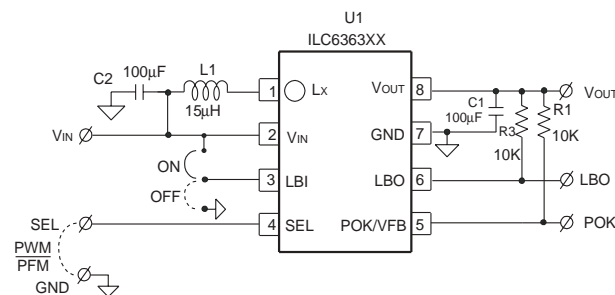 U1
ILC6363XX
C2
100µF
L1
15µH
1
LX
VOUT
8
VOUT
C1
100µF
R1
R3
10K
10K
VIN
2
VIN
GND
7
ON
3
LBI
LBO
6
LBO
OFF
SEL
4
SEL
POK/VFB
5
POK
PWM
PFM
GND